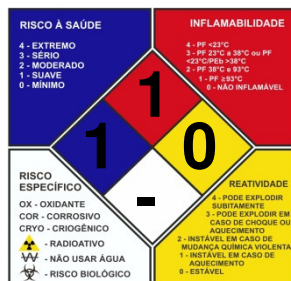 RISCO À SAÚDE
4 - EXTREMO
3 - SÉRIO
2 - MODERADO
1 - SUAVE
0 - MÍNIMO
INFLAMABILIDADE
4 - PF <23°C
3 - PF 23°C a 38°C ou PF
<23°C/PEb >38°C
2 - PF 38°C e 93°C
1 - PF ≥93°C
0 - NÃO INFLAMÁVEL
1
1
0
-
RISCO
ESPECÍFICO
OX - OXIDANTE
COR - CORROSIVO
CRYO - CRIOGÊNICO
- RADIOATIVO
W - NÃO USAR ÁGUA
- RISCO BIOLÓGICO
REATIVIDADE
4 - PODE EXPLODIR
SUBITAMENTE
3 - PODE EXPLODIR EM
CASO DE CHOQUE OU
AQUECIMENTO
2 - INSTÁVEL EM CASO DE
MUDANÇA QUÍMICA VIOLENTA
1 - INSTÁVEL EM CASO DE
AQUECIMENTO
0 - ESTÁVEL